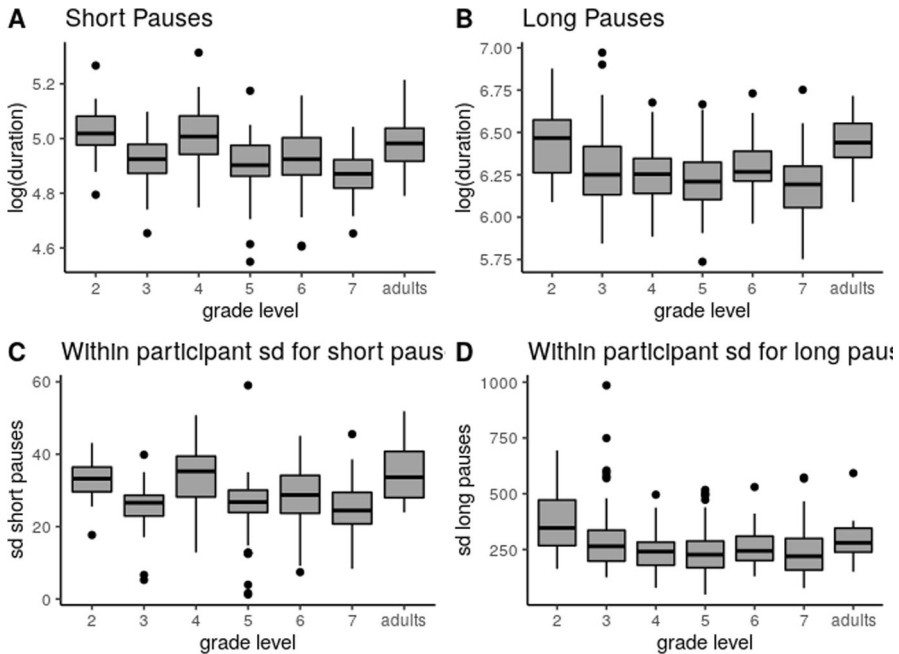 A Short Pauses
log(duration)
5.2
5.0
4.8
4.6
2 3 4 5 6 7 adults
grade level
B Long Pauses
log(duration)
7.00
6.75
6.50
6.25
6.00
5.75
2 3 4 5 6 7 adults
grade level
C Within participant sd for short paus
sd short pauses
60
40
20
0
2 3 4 5 6 7 adults
grade level
D Within participant sd for long paus
sd long pauses
1000
750
500
250
2 3 4 5 6 7 adults
grade level